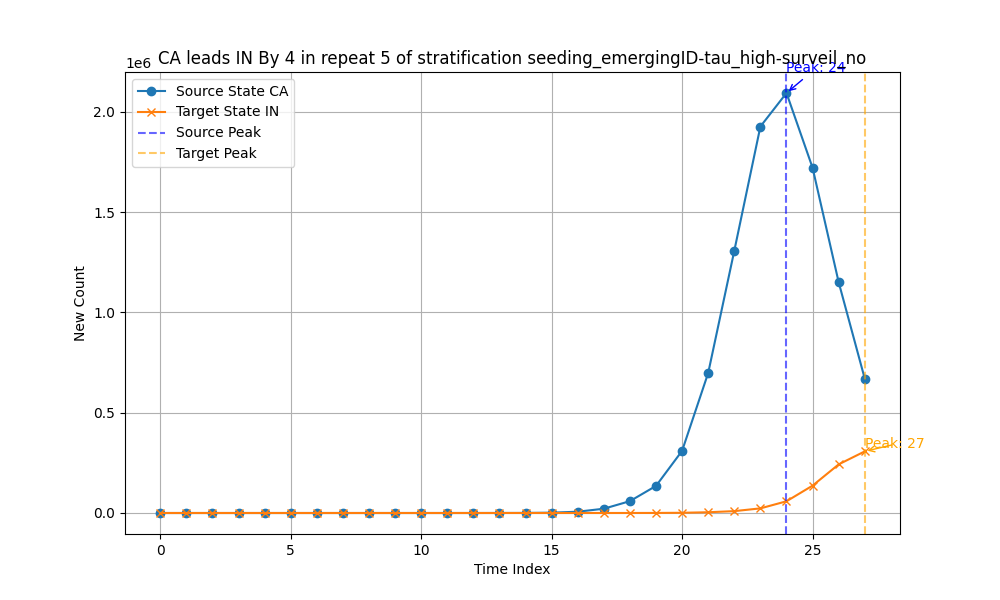 CA leads IN By 4 in repeat 5 of stratification seeding_emergingID-tau_high-surveil_no
1e6
Peak: 24
Source State CA
Target State IN
Source Peak
Target Peak
2.0
1.5
1.0
0.5
0.0
New Count
Peak: 27
0
5
10
15
20
25
Time Index